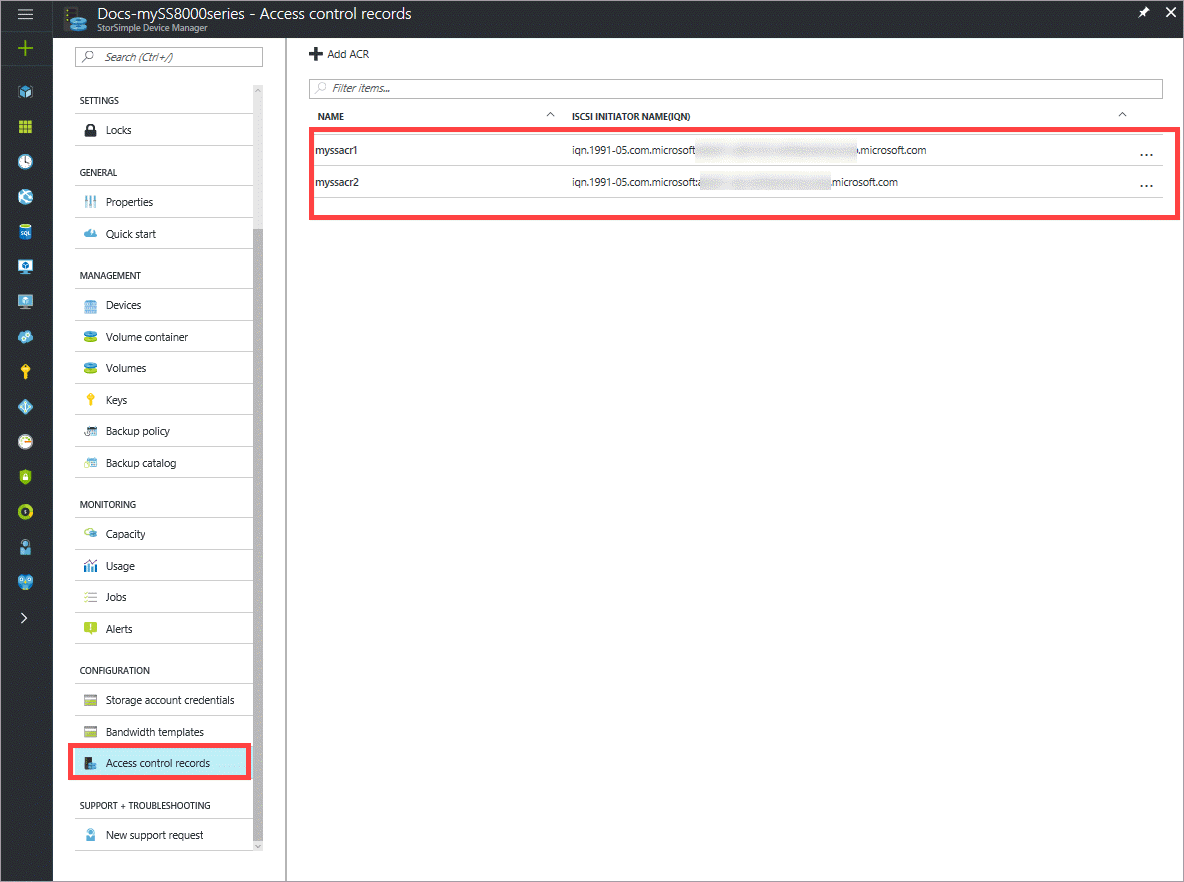 Docs-mySS8000series - Access control records
StorSimple Device Manager
Search (Ctrl+/)
SETTINGS
Locks
GENERAL
Properties
Quick start
MANAGEMENT
Devices
Volume container
Volumes
Keys
Backup policy
Backup catalog
MONITORING
Capacity
Usage
Jobs
Alerts
CONFIGURATION
Storage account credentials
Bandwidth templates
Access control records
SUPPORT + TROUBLESHOOTING
New support request
Add ACR
Filter items...
NAME ISCSI INITIATOR NAME(IQN)
myssacr1 iqn.1991-05.com.microsoft .microsoft.com ...
myssacr2 iqn.1991-05.com.microsoft: .microsoft.com ...